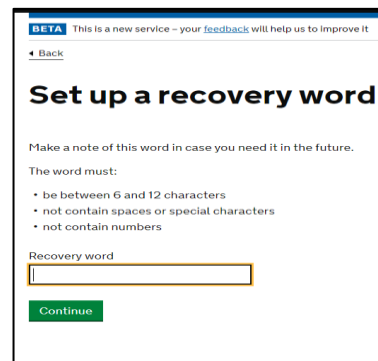 BETA This is a new service – your feedback will help us to improve it
Back
Set up a recovery word
Make a note of this word in case you need it in the future.
The word must:
• be between 6 and 12 characters
• not contain spaces or special characters
• not contain numbers
Recovery word
Continue